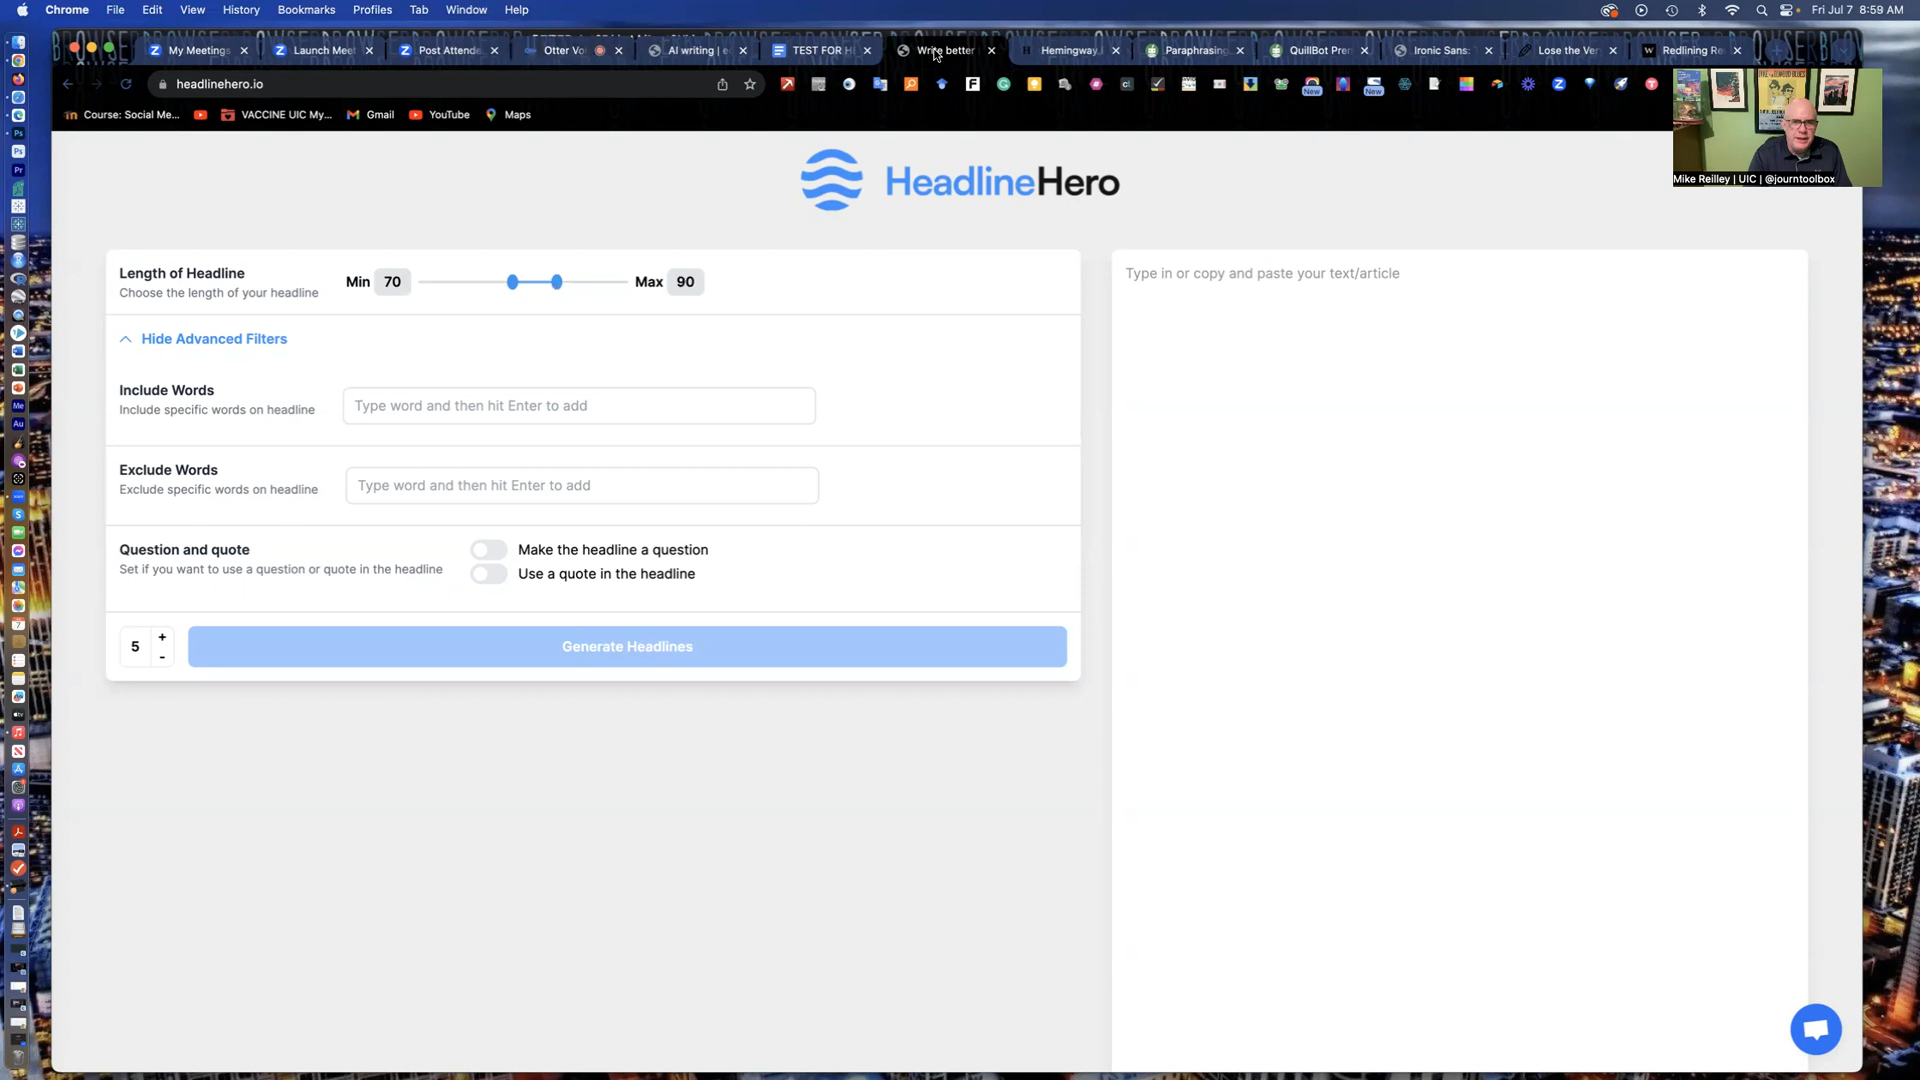 Chrome File Edit View History Bookmarks Profiles Tab Window Help Fri Jul 7 8:59 AM
My Meetings Launch Meet Post Attende Otter Vo AI writing | e TEST FOR H Write better Hemingway Paraphrasing QuillBot Pre Ironic Sans: Lose the Ver Redlining Re
headlinehero.io
New New
Course: Social Me... VACCINE UIC My... Gmail YouTube Maps
Mike Reilley | UIC | @journtoolbox
HeadlineHero
Length of Headline
Choose the length of your headline
Min 70 Max 90
Type in or copy and paste your text/article
Hide Advanced Filters
Include Words
Include specific words on headline
Type word and then hit Enter to add
Exclude Words
Exclude specific words on headline
Type word and then hit Enter to add
Question and quote
Set if you want to use a question or quote in the headline
Make the headline a question
Use a quote in the headline
5 + -
Generate Headlines